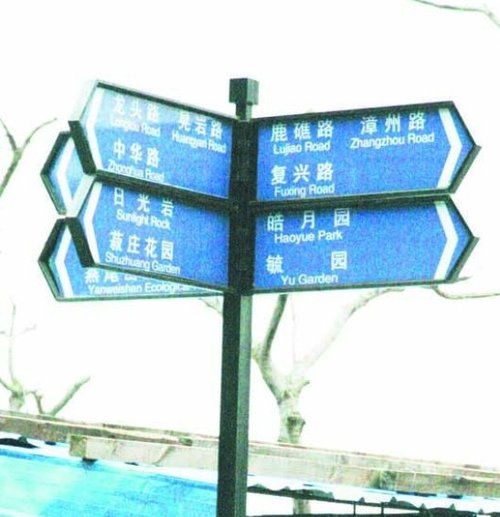 龙头路 晃岩路
Longtou Road Huangyan Road
中华路
Zhonghua Road
日光岩
Sunlight Rock
菽庄花园
Shuzhuang Garden
燕尾
Yanweishan Ecological
鹿礁路 漳州路
Lujiao Road Zhangzhou Road
复兴路
Fuxing Road
皓月园
Haoyue Park
毓园
Yu Garden